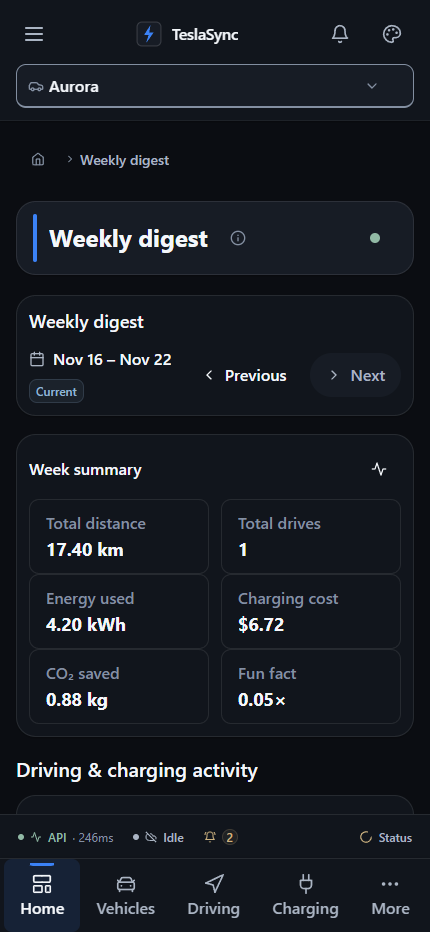 TeslaSync
Aurora
Weekly digest
Weekly digest
Weekly digest
Nov 16 – Nov 22
Current
Previous
Next
Week summary
Total distance
17.40 km
Total drives
1
Energy used
4.20 kWh
Charging cost
$6.72
CO₂ saved
0.88 kg
Fun fact
0.05×
Driving & charging activity
API · 246ms
Idle
2
Status
Home
Vehicles
Driving
Charging
More